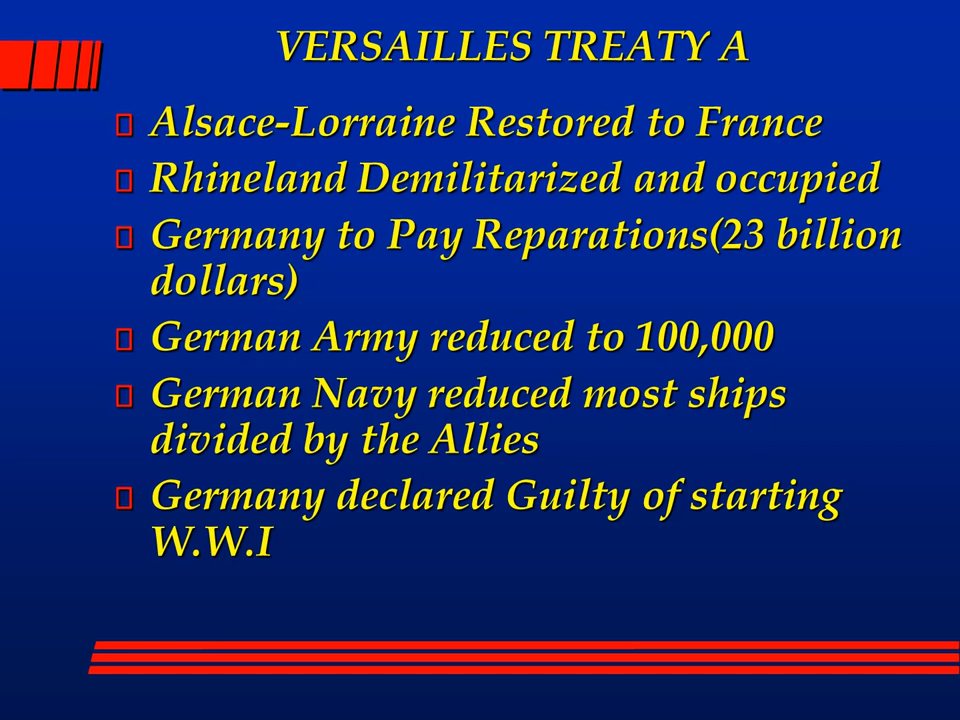 VERSAILLES TREATY A
Alsace-Lorraine Restored to France
Rhineland Demilitarized and occupied
Germany to Pay Reparations(23 billion
dollars)
German Army reduced to 100,000
German Navy reduced most ships
divided by the Allies
Germany declared Guilty of starting
W.W.I